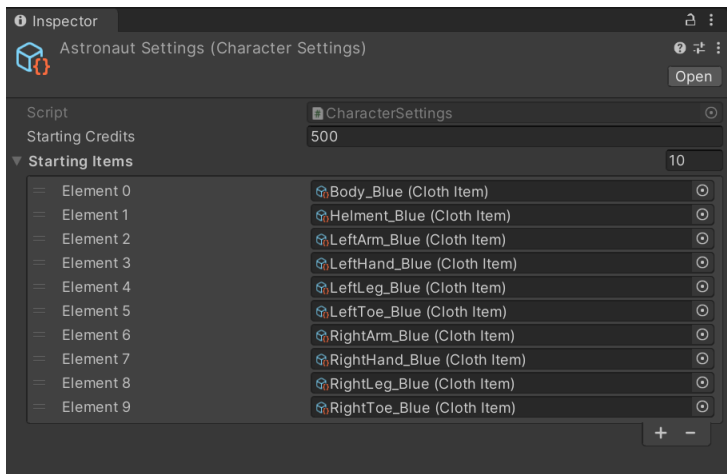 Inspector
Astronaut Settings (Character Settings)
Open
Script CharacterSettings
Starting Credits 500
Starting Items 10
Element 0 Body_Blue (Cloth Item)
Element 1 Helment_Blue (Cloth Item)
Element 2 LeftArm_Blue (Cloth Item)
Element 3 LeftHand_Blue (Cloth Item)
Element 4 LeftLeg_Blue (Cloth Item)
Element 5 LeftToe_Blue (Cloth Item)
Element 6 RightArm_Blue (Cloth Item)
Element 7 RightHand_Blue (Cloth Item)
Element 8 RightLeg_Blue (Cloth Item)
Element 9 RightToe_Blue (Cloth Item)
+ −